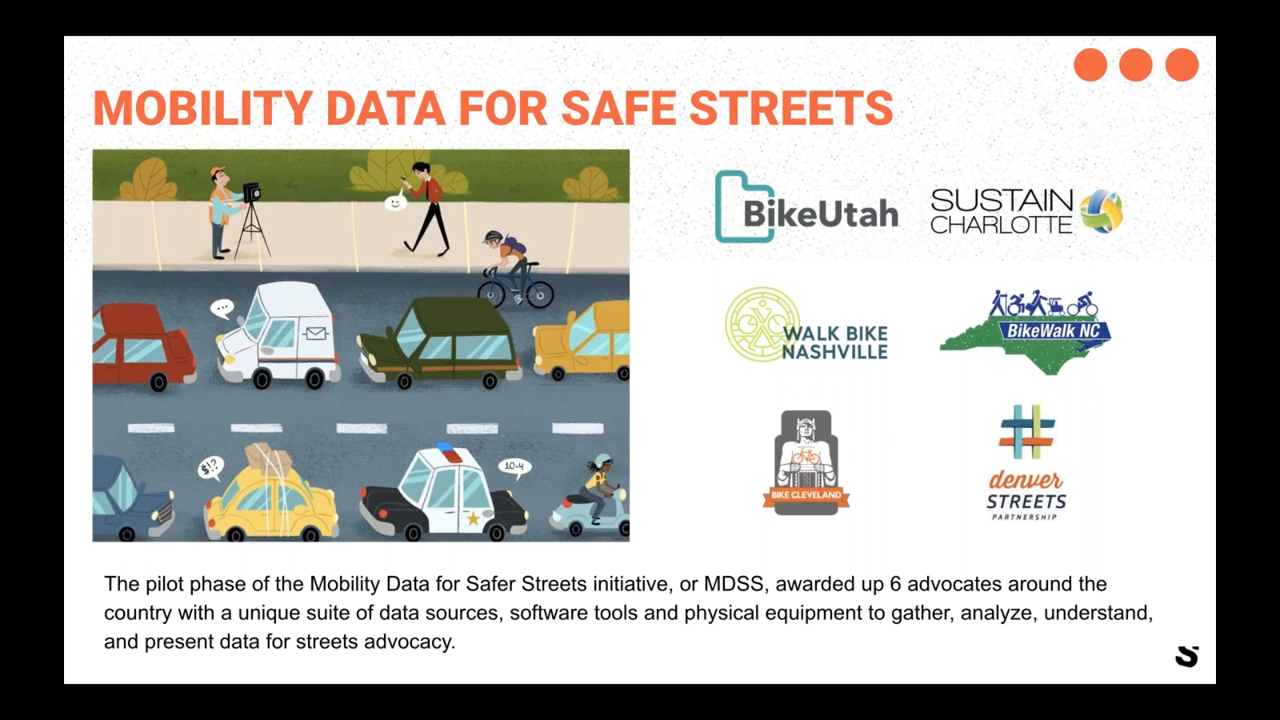 MOBILITY DATA FOR SAFE STREETS
BikeUtah
SUSTAIN
CHARLOTTE
WALK BIKE
NASHVILLE
BikeWalk NC
BIKE CLEVELAND
denver
STREETS
PARTNERSHIP
$!?
10-4
The pilot phase of the Mobility Data for Safer Streets initiative, or MDSS, awarded up 6 advocates around the
country with a unique suite of data sources, software tools and physical equipment to gather, analyze, understand,
and present data for streets advocacy.
S